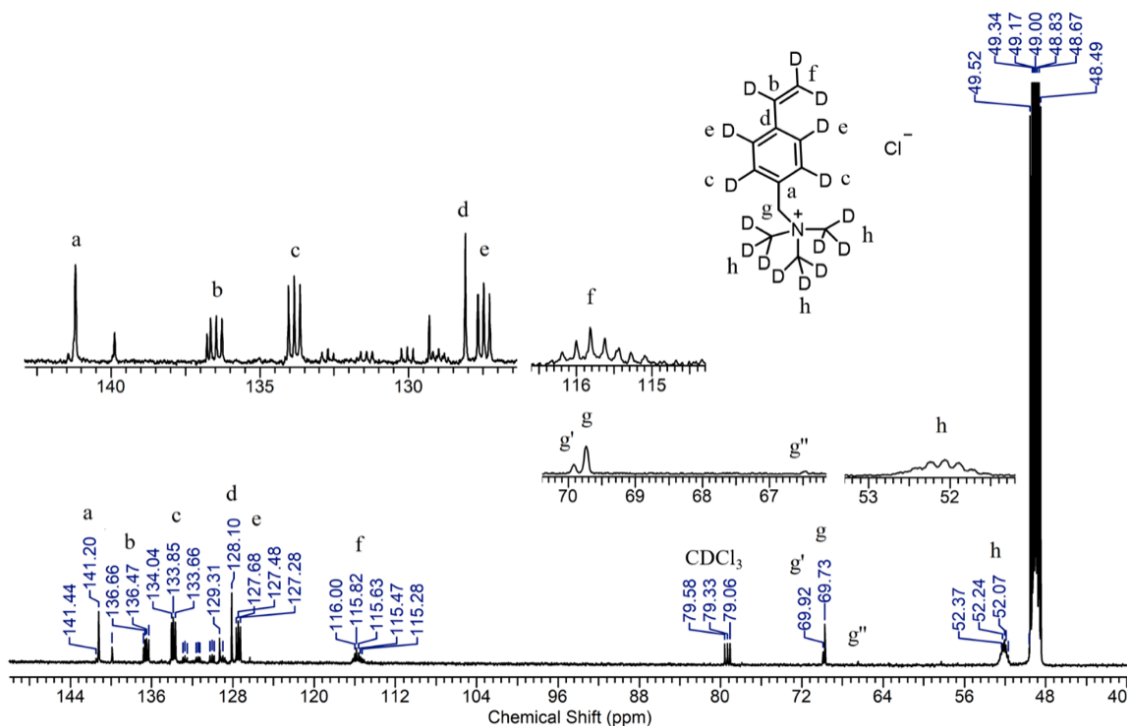 49.52
49.34
49.17
49.00
48.83
48.67
48.49
D
D
b
f
D
D
d
e
D
D
e
Cl−
c
D
D
c
a
g
+
N
D
D
D
D
D
D
D
D
D
h
h
h
a
b
c
d
e
f
140
135
130
116
115
g'
g
g"
h
70
69
68
67
53
52
a
b
c
d
e
f
CDCl3
g'
g
g"
h
141.44
141.20
136.66
136.47
134.04
133.85
133.66
129.31
128.10
127.68
127.48
127.28
116.00
115.82
115.63
115.47
115.28
79.58
79.33
79.06
69.92
69.73
52.37
52.24
52.07
144
136
128
120
112
104
96
88
80
72
64
56
48
40
Chemical Shift (ppm)